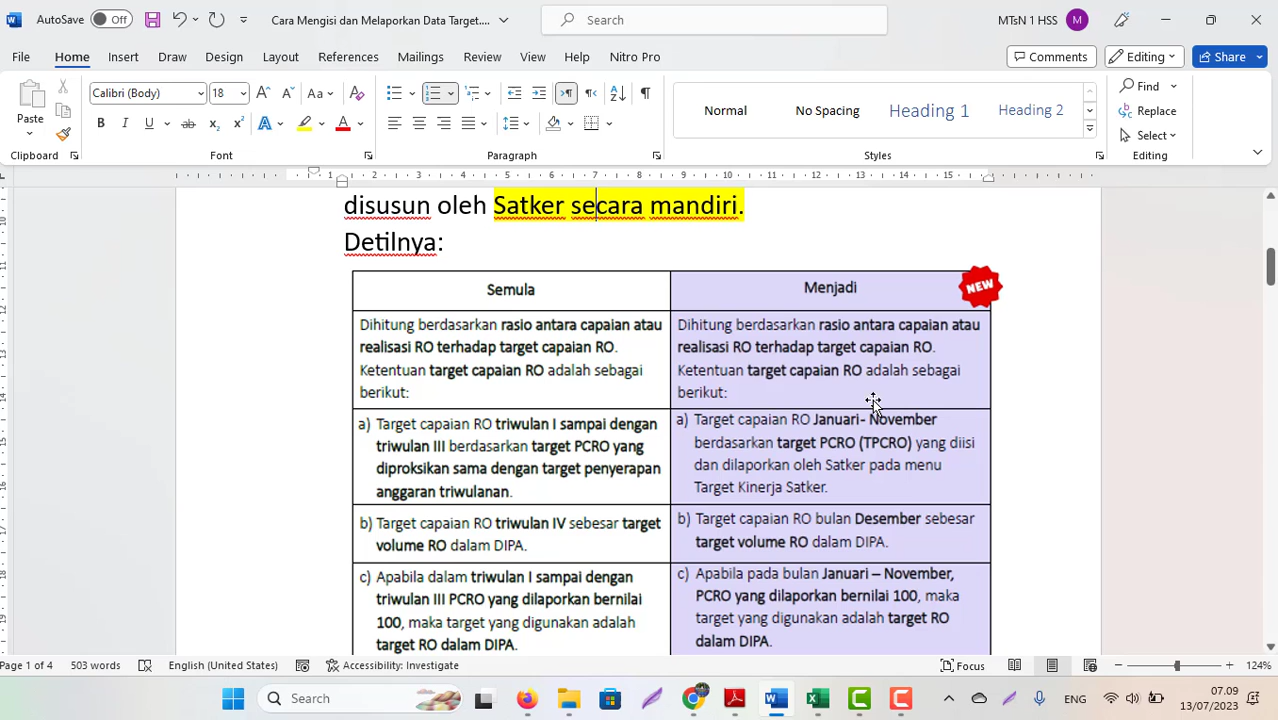 AutoSave
Off
Cara Mengisi dan Melaporkan Data Target....
Search
MTsN 1 HSS
File
Home
Insert
Draw
Design
Layout
References
Mailings
Review
View
Help
Nitro Pro
Comments
Editing
Share
Paste
Calibri (Body)
18
Normal
No Spacing
Heading 1
Heading 2
Find
Replace
Select
Clipboard
Font
Paragraph
Styles
Editing
disusun oleh Satker secara mandiri.
Detilnya:
Semula
Menjadi
NEW
Dihitung berdasarkan rasio antara capaian atau
realisasi RO terhadap target capaian RO.
Ketentuan target capaian RO adalah sebagai
berikut:
Dihitung berdasarkan rasio antara capaian atau
realisasi RO terhadap target capaian RO.
Ketentuan target capaian RO adalah sebagai
berikut:
a) Target capaian RO triwulan I sampai dengan
triwulan III berdasarkan target PCRO yang
diproksikan sama dengan target penyerapan
anggaran triwulanan.
a) Target capaian RO Januari- November
berdasarkan target PCRO (TPCRO) yang diisi
dan dilaporkan oleh Satker pada menu
Target Kinerja Satker.
b) Target capaian RO triwulan IV sebesar target
volume RO dalam DIPA.
b) Target capaian RO bulan Desember sebesar
target volume RO dalam DIPA.
c) Apabila dalam triwulan I sampai dengan
triwulan III PCRO yang dilaporkan bernilai
100, maka target yang digunakan adalah
target RO dalam DIPA.
c) Apabila pada bulan Januari – November,
PCRO yang dilaporkan bernilai 100, maka
target yang digunakan adalah target RO
dalam DIPA.
Page 1 of 4
503 words
English (United States)
Accessibility: Investigate
Focus
124%
Search
ENG
07.09
13/07/2023